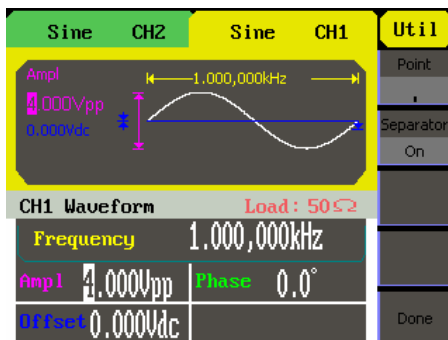 Sine CH2 Sine CH1 Util
Ampl
1.000,000kHz
4.000Vpp
0.000Vdc
Point
.
Separator
On
CH1 Waveform Load: 50Ω
Frequency 1.000,000kHz
Ampl 4.000Vpp Phase 0.0°
Offset 0.000Vdc
Done